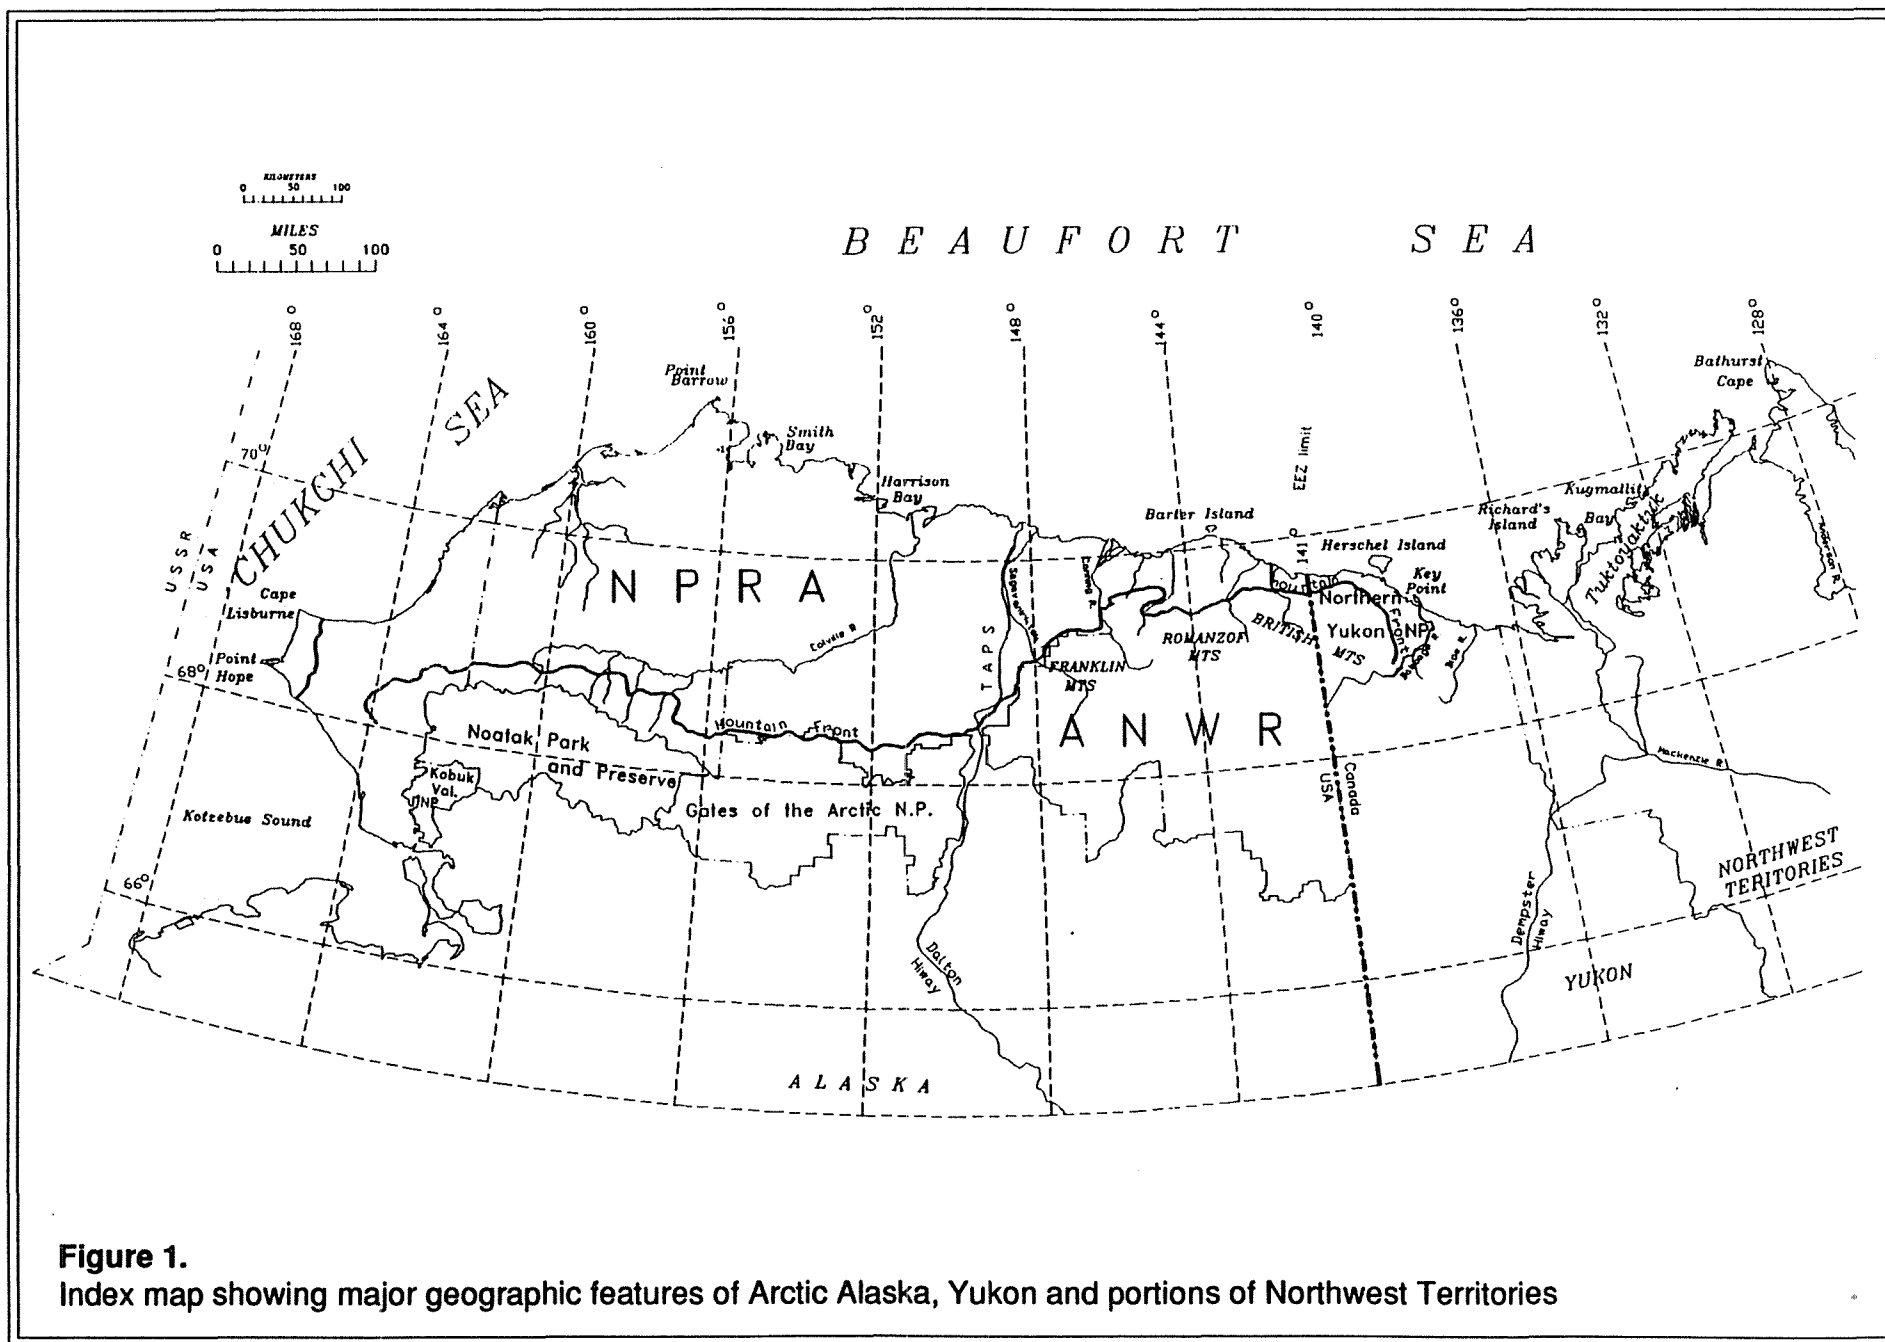 KILOMETERS
0 50 100
MILES
0 50 100
BEAUFORT SEA
168°
164°
160°
156°
152°
148°
144°
140°
136°
132°
128°
CHUKCHI SEA
USSR
USA
70°
68°
66°
Point
Barrow
Smith
Bay
Harrison
Bay
Barter Island
EEZ limit
141°
Herschel Island
Key
Point
Richard's
Island
Kugmallit
Bay
Tuktoyaktuk
Bathurst
Cape
Anderson R.
Cape
Lisburne
Point
Hope
NPRA
Colville R
TAPS
Canning R.
Mountain
Front
Northern
Yukon NP
ROMANZOF
MTS
BRITISH
MTS
FRANKLIN
MTS
ANWR
Mountain Front
Noatak Park
and Preserve
Kobuk
Val.
NP
Gates of the Arctic N.P.
Kotzebue Sound
Canada
USA
Mackenzie R
NORTHWEST
TERITORIES
Dempster
Hiway
YUKON
Dalton
Hiway
ALASKA
Figure 1.
Index map showing major geographic features of Arctic Alaska, Yukon and portions of Northwest Territories